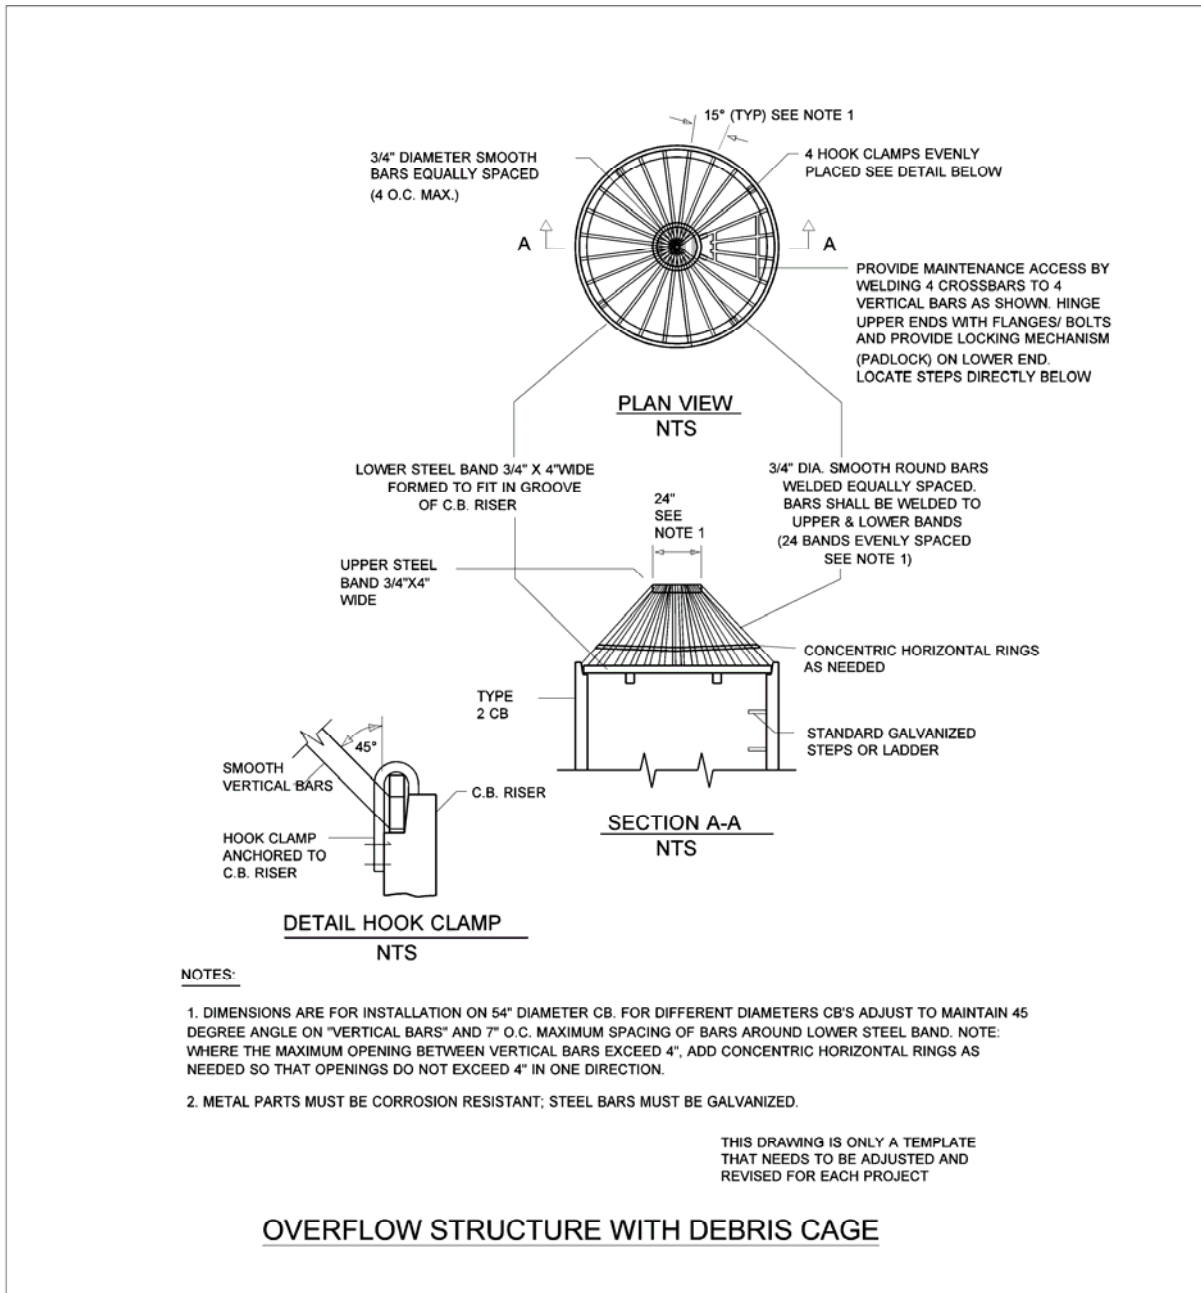 15° (TYP) SEE NOTE 1
3/4" DIAMETER SMOOTH
BARS EQUALLY SPACED
(4 O.C. MAX.)
4 HOOK CLAMPS EVENLY
PLACED SEE DETAIL BELOW
A
A
PROVIDE MAINTENANCE ACCESS BY
WELDING 4 CROSSBARS TO 4
VERTICAL BARS AS SHOWN. HINGE
UPPER ENDS WITH FLANGES/ BOLTS
AND PROVIDE LOCKING MECHANISM
(PADLOCK) ON LOWER END.
LOCATE STEPS DIRECTLY BELOW
PLAN VIEW
NTS
LOWER STEEL BAND 3/4" X 4"WIDE
FORMED TO FIT IN GROOVE
OF C.B. RISER
24"
SEE
NOTE 1
3/4" DIA. SMOOTH ROUND BARS
WELDED EQUALLY SPACED.
BARS SHALL BE WELDED TO
UPPER & LOWER BANDS
(24 BANDS EVENLY SPACED
SEE NOTE 1)
UPPER STEEL
BAND 3/4"X4"
WIDE
CONCENTRIC HORIZONTAL RINGS
AS NEEDED
TYPE
2 CB
STANDARD GALVANIZED
STEPS OR LADDER
45°
SMOOTH
VERTICAL BARS
C.B. RISER
HOOK CLAMP
ANCHORED TO
C.B. RISER
SECTION A-A
NTS
DETAIL HOOK CLAMP
NTS
NOTES:
1. DIMENSIONS ARE FOR INSTALLATION ON 54" DIAMETER CB. FOR DIFFERENT DIAMETERS CB'S ADJUST TO MAINTAIN 45
DEGREE ANGLE ON "VERTICAL BARS" AND 7" O.C. MAXIMUM SPACING OF BARS AROUND LOWER STEEL BAND. NOTE:
WHERE THE MAXIMUM OPENING BETWEEN VERTICAL BARS EXCEED 4", ADD CONCENTRIC HORIZONTAL RINGS AS
NEEDED SO THAT OPENINGS DO NOT EXCEED 4" IN ONE DIRECTION.
2. METAL PARTS MUST BE CORROSION RESISTANT; STEEL BARS MUST BE GALVANIZED.
THIS DRAWING IS ONLY A TEMPLATE
THAT NEEDS TO BE ADJUSTED AND
REVISED FOR EACH PROJECT
OVERFLOW STRUCTURE WITH DEBRIS CAGE